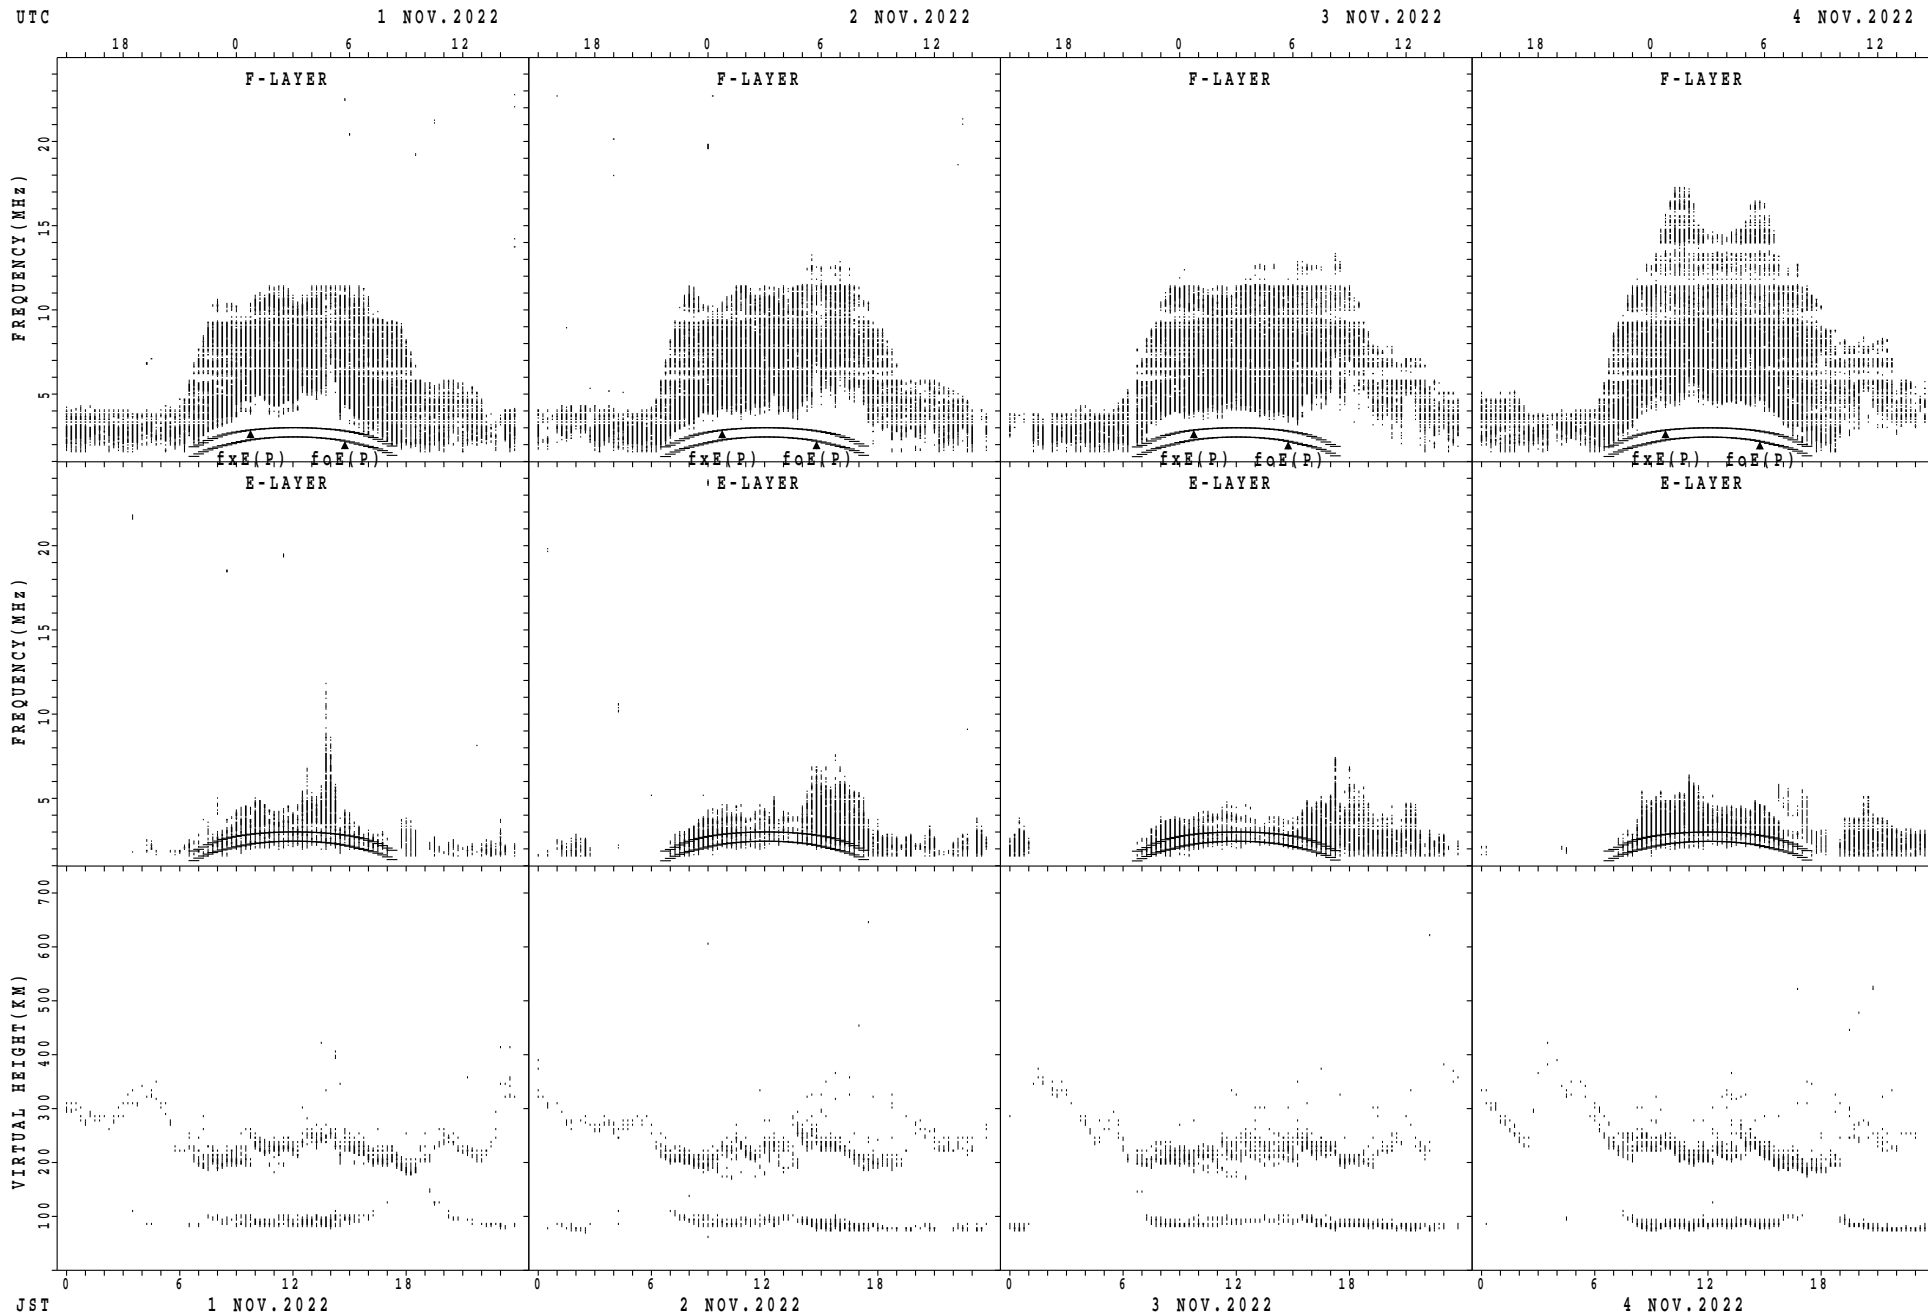 UTC 1 NOV.2022 2 NOV.2022 3 NOV.2022 4 NOV.2022
18 0 6 12 18 0 6 12 18 0 6 12 18 0 6 12
F-LAYER F-LAYER F-LAYER F-LAYER
FREQUENCY(MHz)
20
15
10
5
fxE(P) foE(P) fxE(P) foE(P) fxE(P) foE(P) fxE(P) foE(P)
E-LAYER E-LAYER E-LAYER E-LAYER
FREQUENCY(MHz)
20
15
10
5
VIRTUAL HEIGHT(KM)
700
600
500
400
300
200
100
0 6 12 18 0 6 12 18 0 6 12 18 0 6 12 18
JST 1 NOV.2022 2 NOV.2022 3 NOV.2022 4 NOV.2022